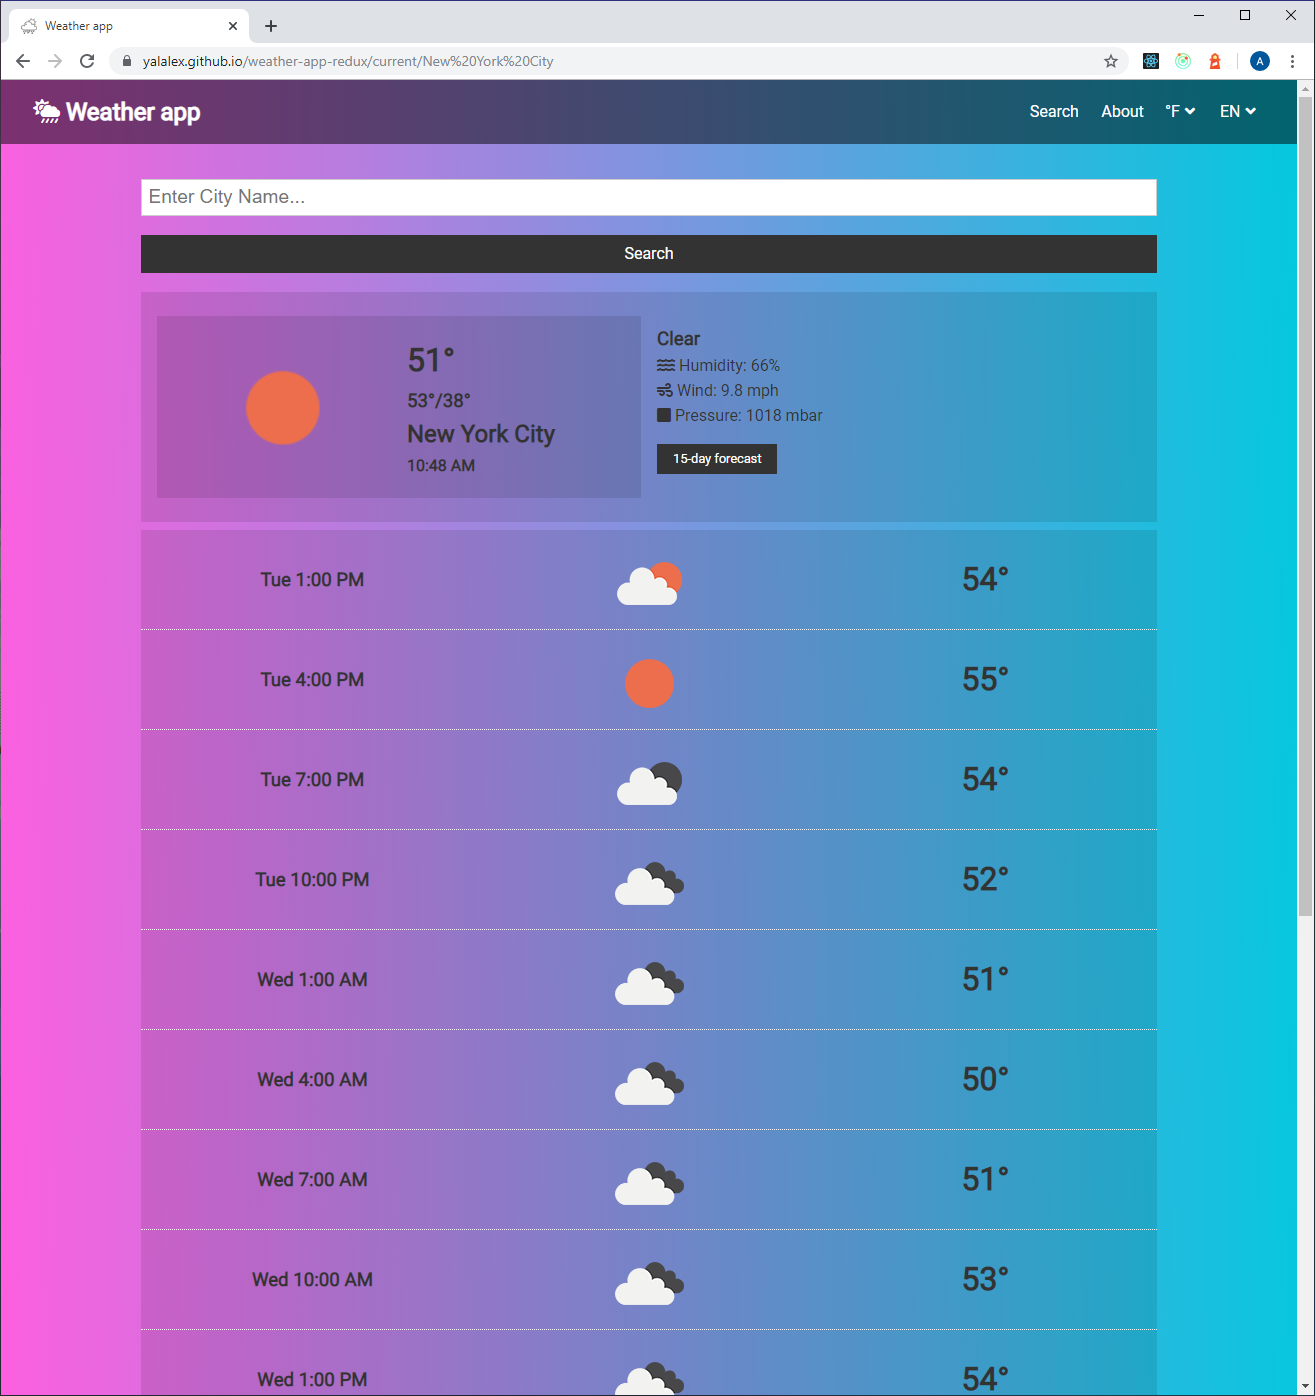 Weather app
yalalex.github.io/weather-app-redux/current/New%20York%20City
A
Weather app
Search About °F EN
Enter City Name...
Search
51°
53°/38°
New York City
10:48 AM
Clear
Humidity: 66%
Wind: 9.8 mph
Pressure: 1018 mbar
15-day forecast
Tue 1:00 PM 54°
Tue 4:00 PM 55°
Tue 7:00 PM 54°
Tue 10:00 PM 52°
Wed 1:00 AM 51°
Wed 4:00 AM 50°
Wed 7:00 AM 51°
Wed 10:00 AM 53°
Wed 1:00 PM 54°